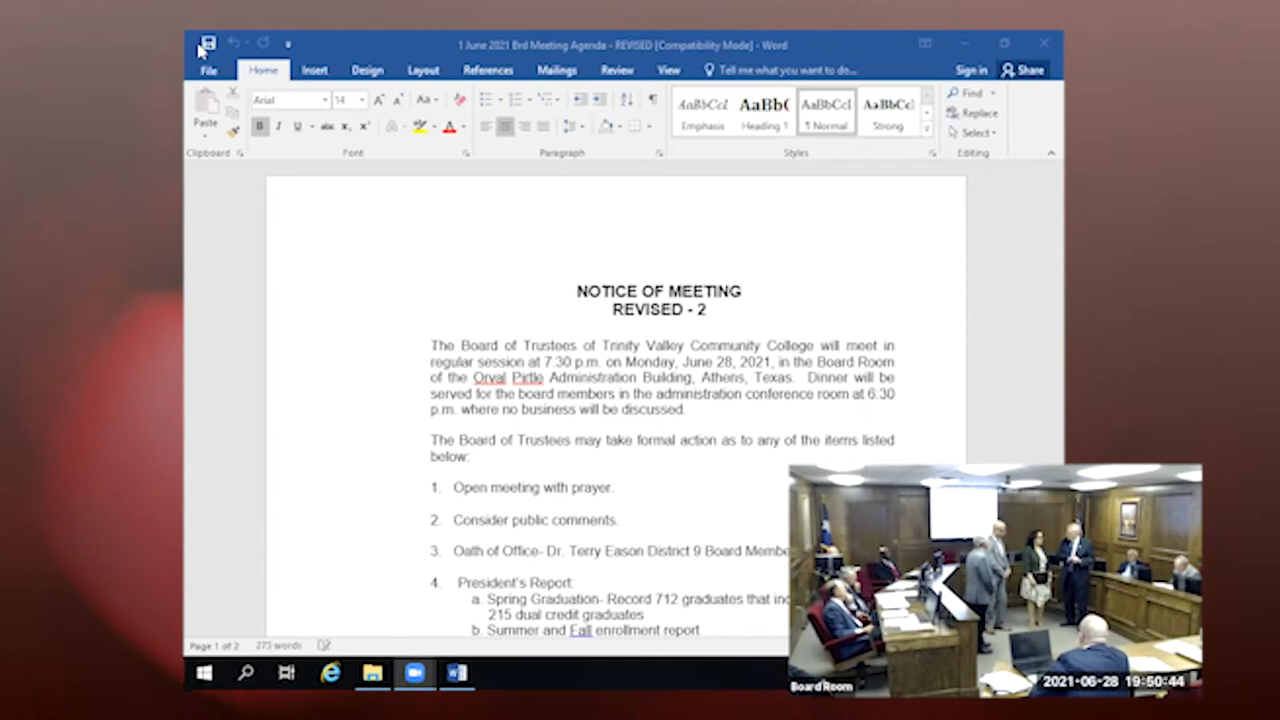 1 June 2021 Brd Meeting Agenda - REVISED [Compatibility Mode] - Word
File Home Insert Design Layout References Mailings Review View Tell me what you want to do... Sign in Share
Paste
Arial 14 Aa
B I U abc x₂ x² A A
AaBbCcI AaBb( AaBbCcI AaBbCc)
Emphasis Heading 1 ¶ Normal Strong
Find
Replace
Select
Clipboard Font Paragraph Styles Editing
NOTICE OF MEETING
REVISED - 2
The Board of Trustees of Trinity Valley Community College will meet in
regular session at 7:30 p.m. on Monday, June 28, 2021, in the Board Room
of the Orval Pirtle Administration Building, Athens, Texas. Dinner will be
served for the board members in the administration conference room at 6:30
p.m. where no business will be discussed.
The Board of Trustees may take formal action as to any of the items listed
below:
1. Open meeting with prayer.
2. Consider public comments.
3. Oath of Office- Dr. Terry Eason District 9 Board Membe
4. President's Report:
a. Spring Graduation- Record 712 graduates that inc
215 dual credit graduates
b. Summer and Fall enrollment report
Page 1 of 2 273 words
Board Room
2021-06-28 19:50:44